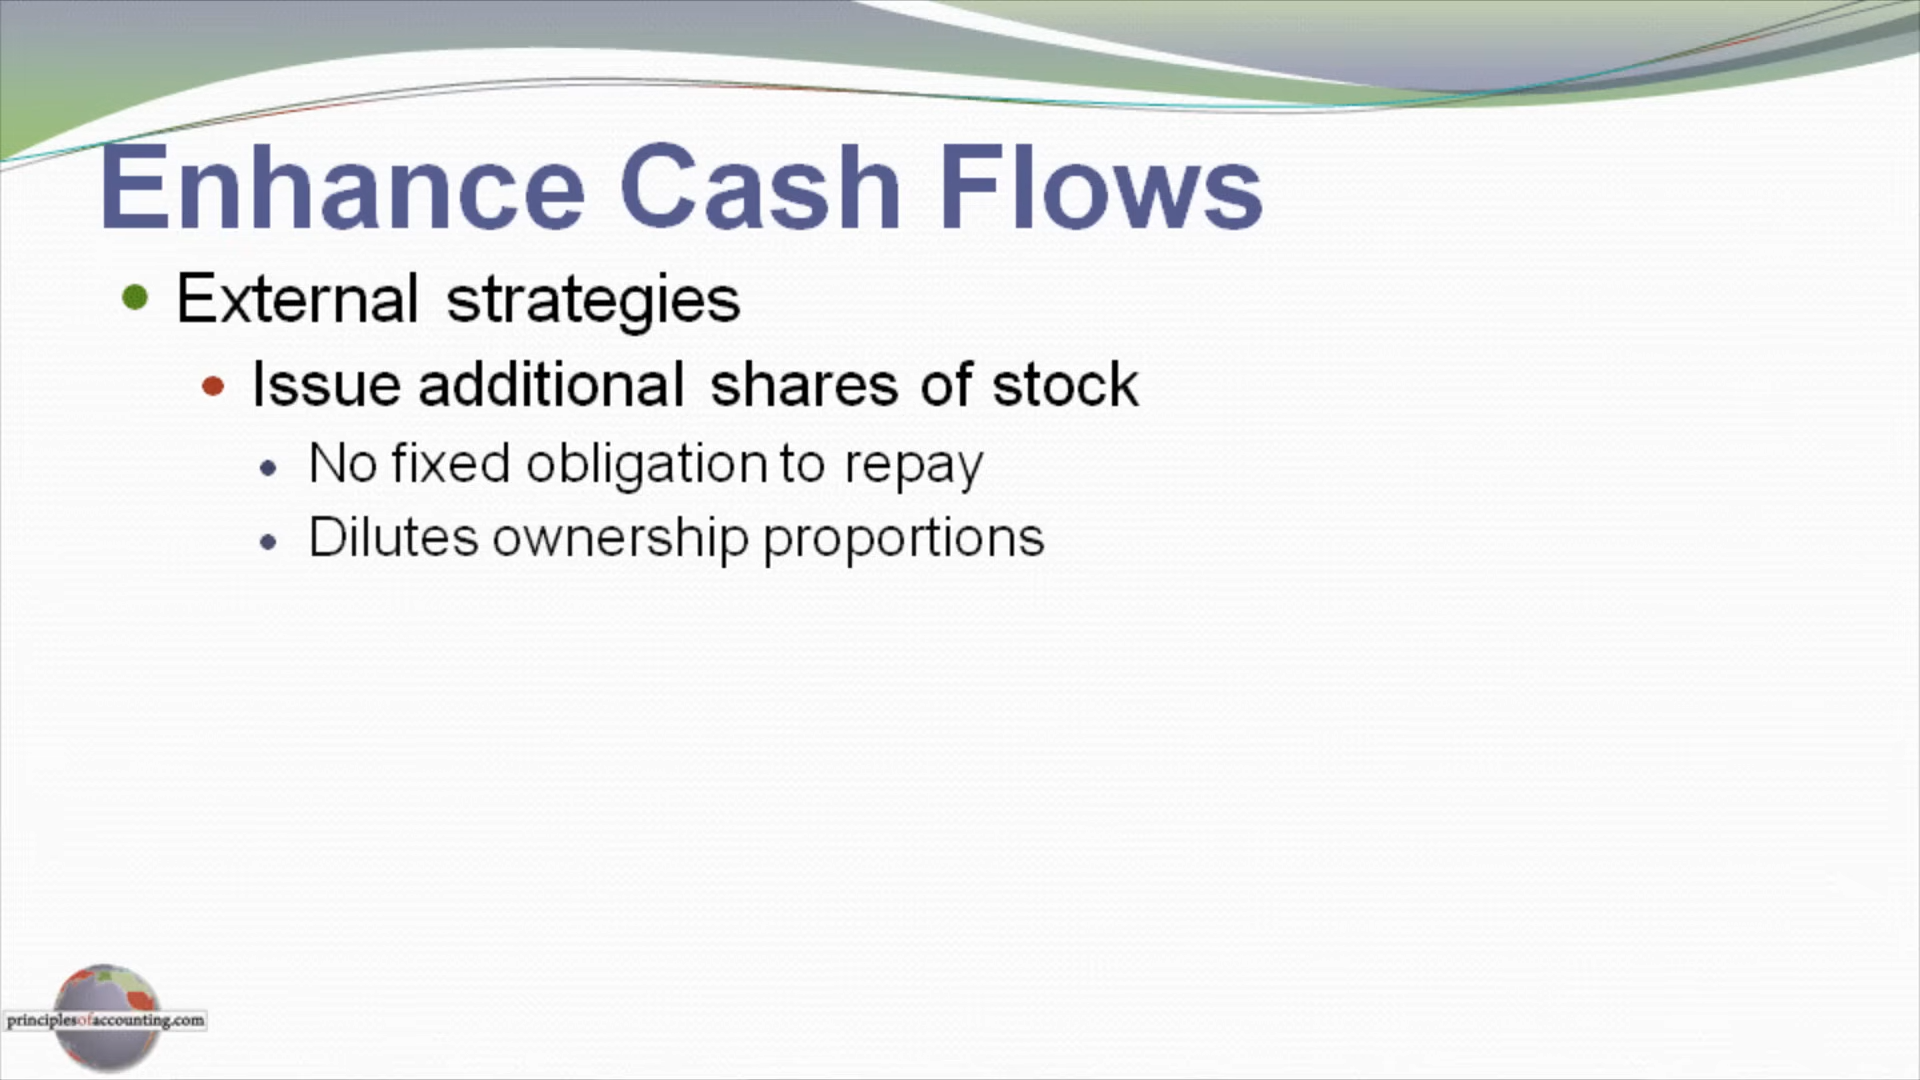 Enhance Cash Flows
External strategies
Issue additional shares of stock
No fixed obligation to repay
Dilutes ownership proportions
principlesofaccounting.com